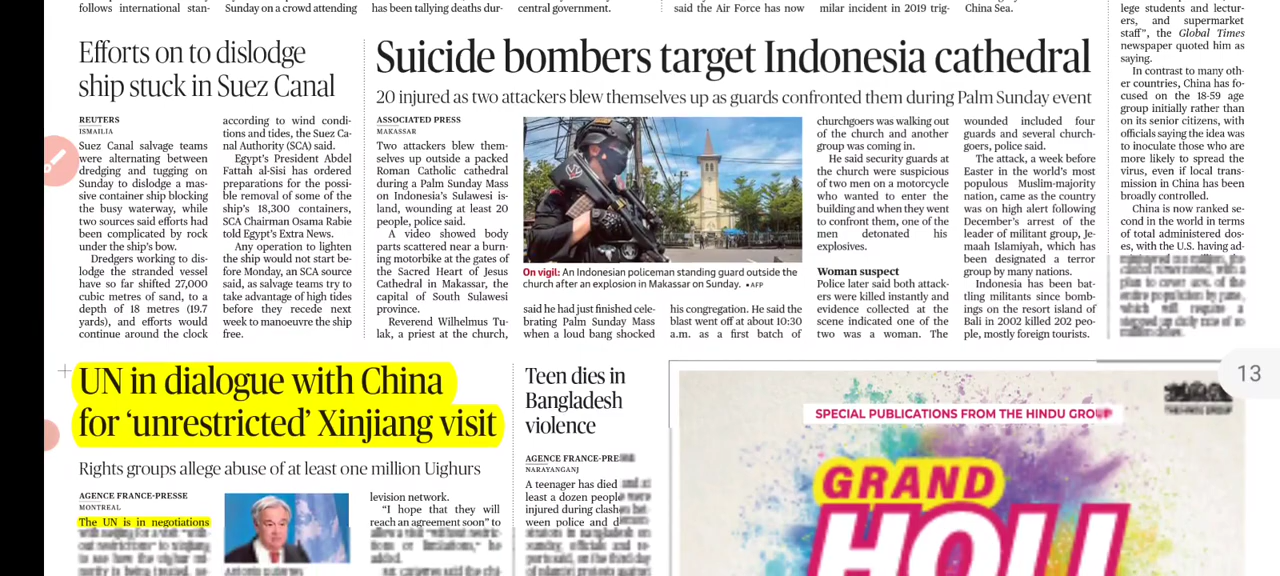 follows international stan-
Sunday on a crowd attending
has been tallying deaths dur-
central government.
said the Air Force has now
milar incident in 2019 trig-
China Sea.
lege students and lectur-
ers, and supermarket
staff", the Global Times
newspaper quoted him as
saying.
In contrast to many oth-
er countries, China has fo-
cused on the 18-59 age
group initially rather than
on its senior citizens, with
officials saying the idea was
to inoculate those who are
more likely to spread the
virus, even if local trans-
mission in China has been
broadly controlled.
China is now ranked se-
cond in the world in terms
of total administered dos-
es, with the U.S. having ad-
Efforts on to dislodge
ship stuck in Suez Canal
REUTERS
ISMAILIA
Suez Canal salvage teams
were alternating between
dredging and tugging on
Sunday to dislodge a mas-
sive container ship blocking
the busy waterway, while
two sources said efforts had
been complicated by rock
under the ship's bow.
Dredgers working to dis-
lodge the stranded vessel
have so far shifted 27,000
cubic metres of sand, to a
depth of 18 metres (19.7
yards), and efforts would
continue around the clock
according to wind condi-
tions and tides, the Suez Ca-
nal Authority (SCA) said.
Egypt's President Abdel
Fattah al-Sisi has ordered
preparations for the possi-
ble removal of some of the
ship's 18,300 containers,
SCA Chairman Osama Rabie
told Egypt's Extra News.
Any operation to lighten
the ship would not start be-
fore Monday, an SCA source
said, as salvage teams try to
take advantage of high tides
before they recede next
week to manoeuvre the ship
free.
Suicide bombers target Indonesia cathedral
20 injured as two attackers blew themselves up as guards confronted them during Palm Sunday event
ASSOCIATED PRESS
MAKASSAR
Two attackers blew them-
selves up outside a packed
Roman Catholic cathedral
during a Palm Sunday Mass
on Indonesia's Sulawesi is-
land, wounding at least 20
people, police said.
A video showed body
parts scattered near a burn-
ing motorbike at the gates of
the Sacred Heart of Jesus
Cathedral in Makassar, the
capital of South Sulawesi
province.
Reverend Wilhelmus Tu-
lak, a priest at the church,
On vigil: An Indonesian policeman standing guard outside the
church after an explosion in Makassar on Sunday. • AFP
said he had just finished cele-
brating Palm Sunday Mass
when a loud bang shocked
his congregation. He said the
blast went off at about 10:30
a.m. as a first batch of
churchgoers was walking out
of the church and another
group was coming in.
He said security guards at
the church were suspicious
of two men on a motorcycle
who wanted to enter the
building and when they went
to confront them, one of the
men detonated his
explosives.
Woman suspect
Police later said both attack-
ers were killed instantly and
evidence collected at the
scene indicated one of the
two was a woman. The
wounded included four
guards and several church-
goers, police said.
The attack, a week before
Easter in the world's most
populous Muslim-majority
nation, came as the country
was on high alert following
December's arrest of the
leader of militant group, Je-
maah Islamiyah, which has
been designated a terror
group by many nations.
Indonesia has been bat-
tling militants since bomb-
ings on the resort island of
Bali in 2002 killed 202 peo-
ple, mostly foreign tourists.
13
UN in dialogue with China
for 'unrestricted' Xinjiang visit
Rights groups allege abuse of at least one million Uighurs
AGENCE FRANCE-PRESSE
MONTREAL
The UN is in negotiations
levision network.
"I hope that they will
reach an agreement soon" to
Teen dies in
Bangladesh
violence
AGENCE FRANCE-PRE
NARAYANGANJ
A teenager has died
least a dozen people
injured during clash
ween police and d
SPECIAL PUBLICATIONS FROM THE HINDU GROUP
GRAND
HOLI